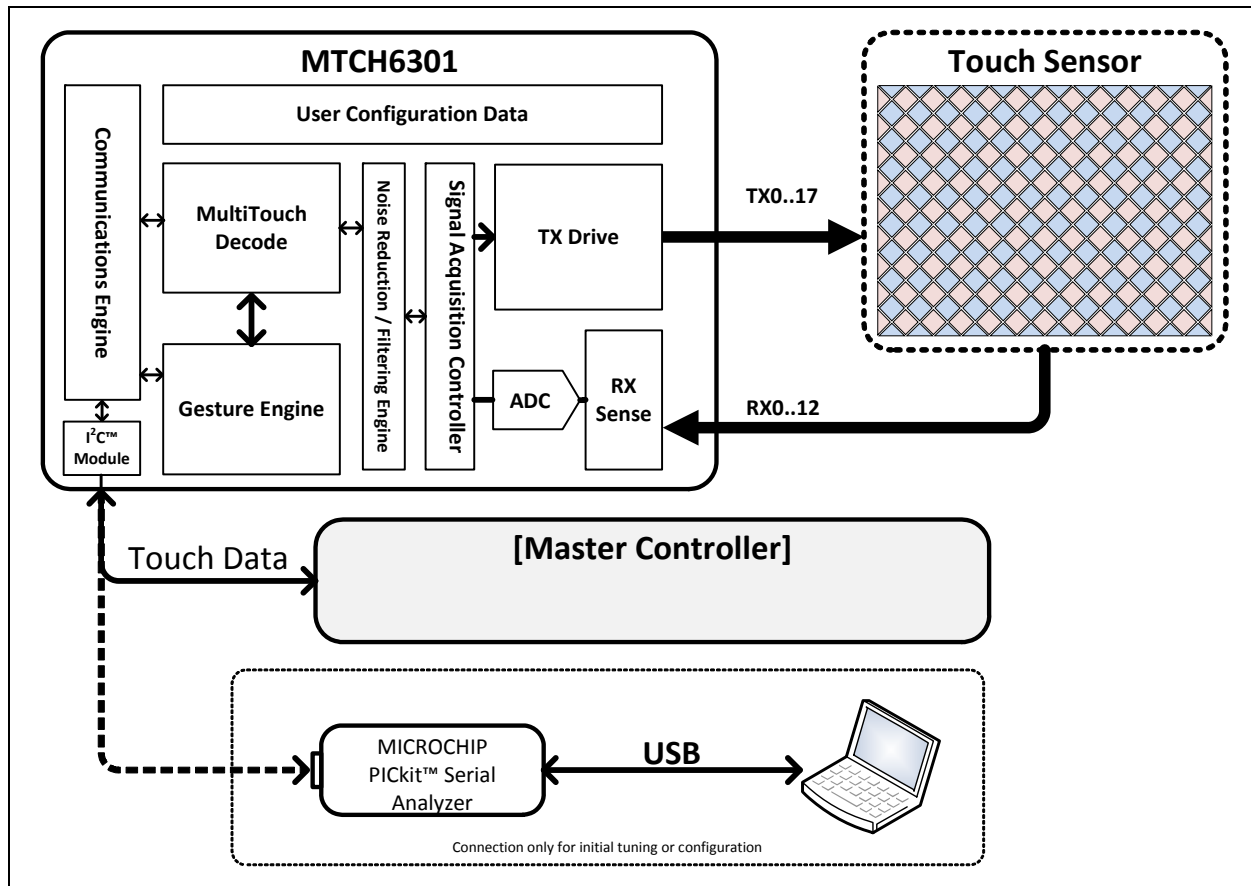 MTCH6301
Communications Engine
User Configuration Data
MultiTouch
Decode
Noise Reduction / Filtering Engine
Signal Acquisition Controller
TX Drive
Gesture Engine
ADC
RX
Sense
I²C™
Module
Touch Sensor
TX0..17
RX0..12
Touch Data
[Master Controller]
MICROCHIP
PICkit™ Serial
Analyzer
USB
Connection only for initial tuning or configuration